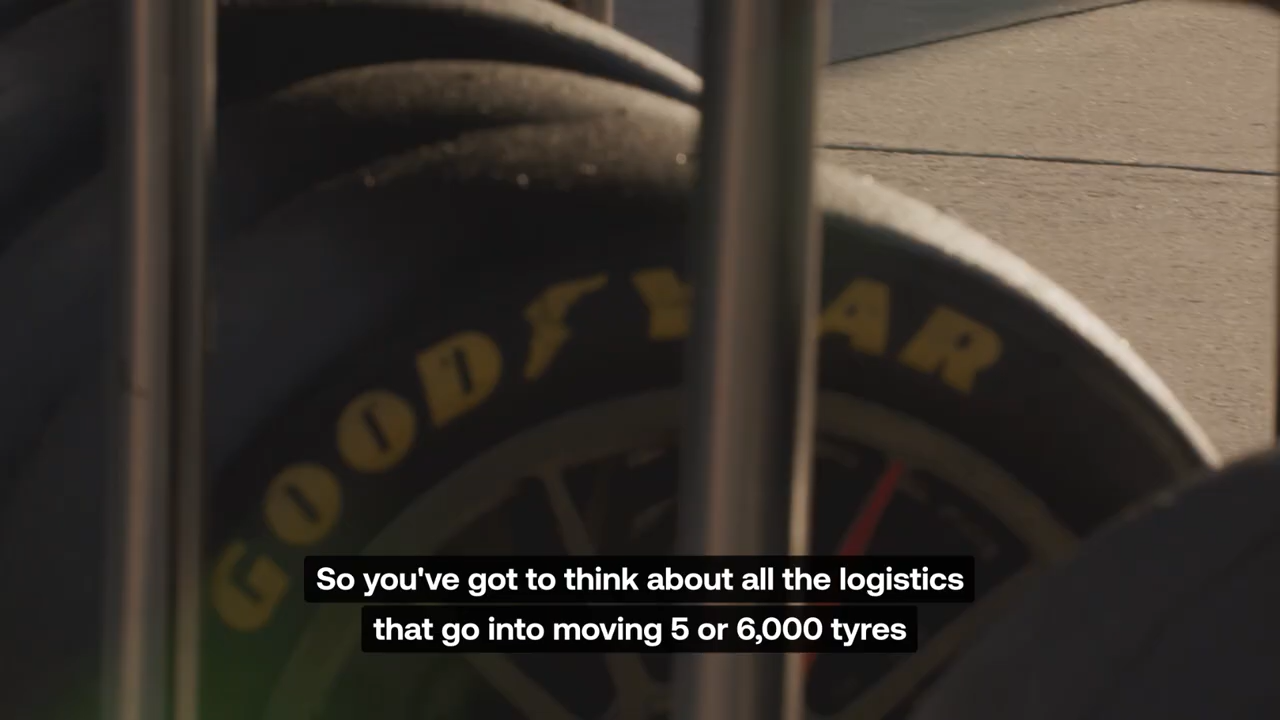 GOODYEAR
So you've got to think about all the logistics
that go into moving 5 or 6,000 tyres